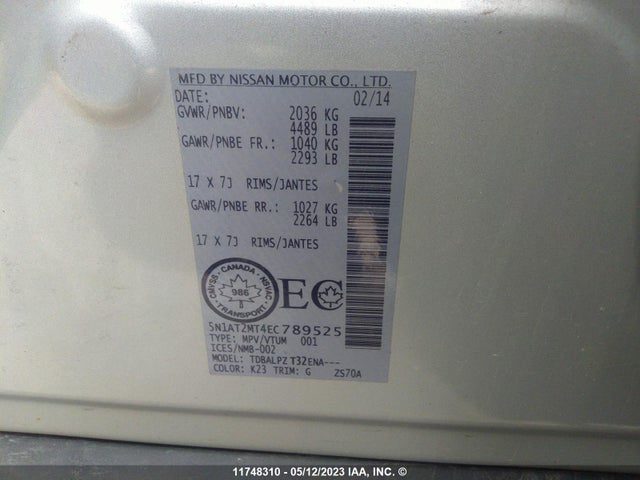 MFD BY NISSAN MOTOR CO., LTD.
DATE: 02/14
GVWR/PNBV: 2036 KG
4489 LB
GAWR/PNBE FR.: 1040 KG
2293 LB
17 X 7J RIMS/JANTES
GAWR/PNBE RR.: 1027 KG
2264 LB
17 X 7J RIMS/JANTES
CANADA
CMVSS NSVAC
986
TRANSPORT
EC
5N1AT2MT4EC789525
TYPE: MPV/VTUM 001
ICES/NMB-002
MODEL: TDBALPZ T32ENA---
COLOR: K23 TRIM: G ZS70A
11748310 - 05/12/2023 IAA, INC. ©